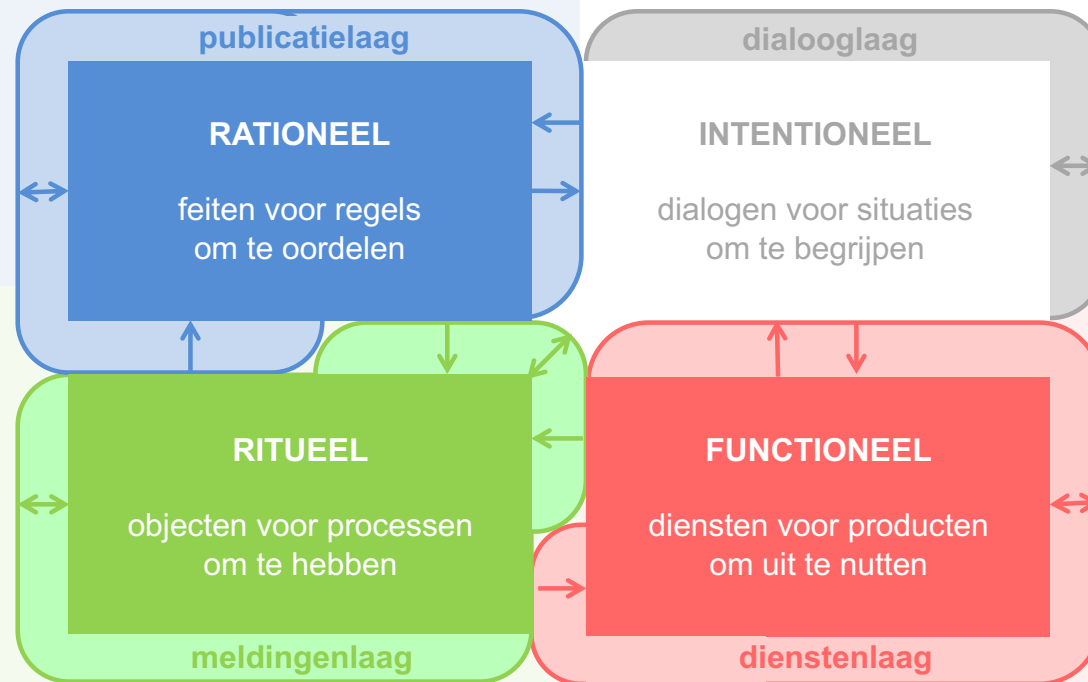 publicatielaag
RATIONEEL
feiten voor regels
om te oordelen
dialooglaag
INTENTIONEEL
dialogen voor situaties
om te begrijpen
RITUEEL
objecten voor processen
om te hebben
meldingenlaag
FUNCTIONEEL
diensten voor producten
om uit te nutten
dienstenlaag